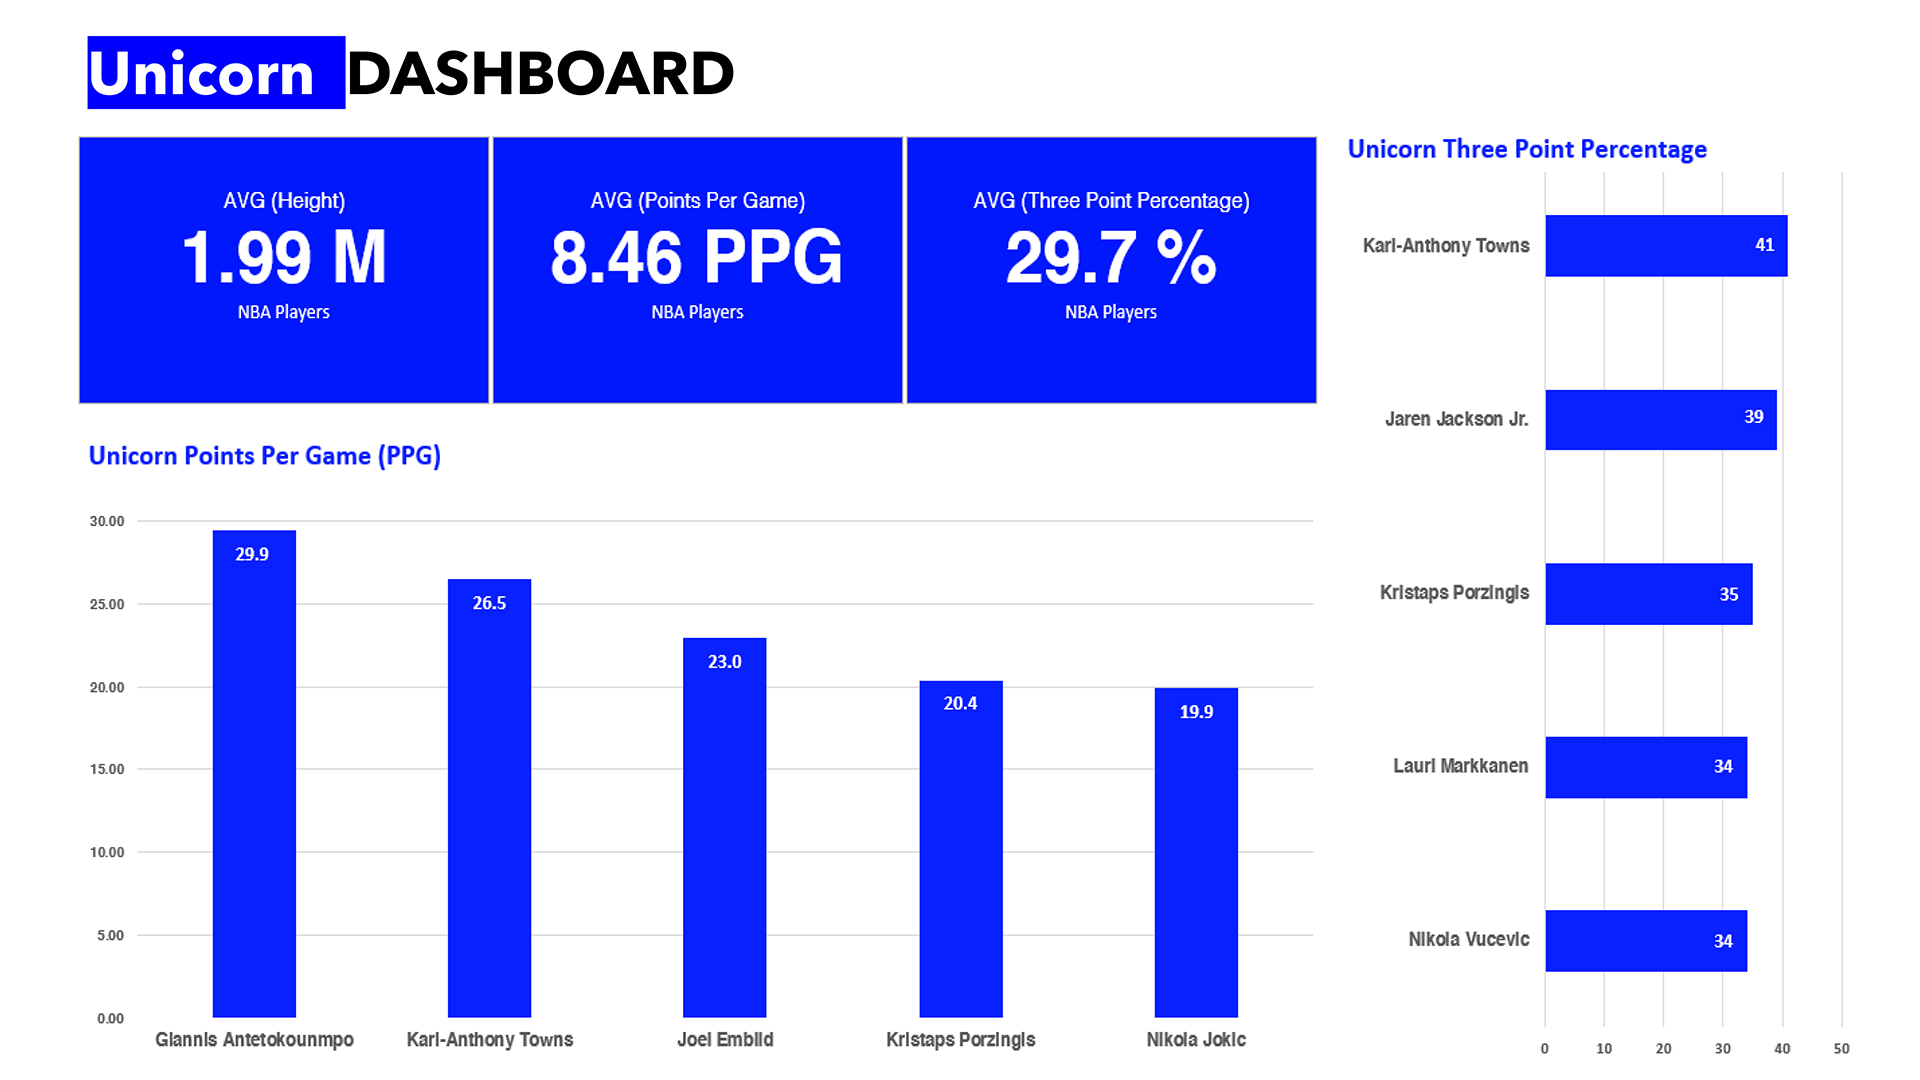 Unicorn DASHBOARD
AVG (Height)
1.99 M
NBA Players
AVG (Points Per Game)
8.46 PPG
NBA Players
AVG (Three Point Percentage)
29.7 %
NBA Players
Unicorn Points Per Game (PPG)
30.00
25.00
20.00
15.00
10.00
5.00
0.00
29.9
26.5
23.0
20.4
19.9
Giannis Antetokounmpo
Karl-Anthony Towns
Joel Embiid
Kristaps Porzingis
Nikola Jokic
Unicorn Three Point Percentage
Karl-Anthony Towns
41
Jaren Jackson Jr.
39
Kristaps Porzingis
35
Lauri Markkanen
34
Nikola Vucevic
34
0
10
20
30
40
50